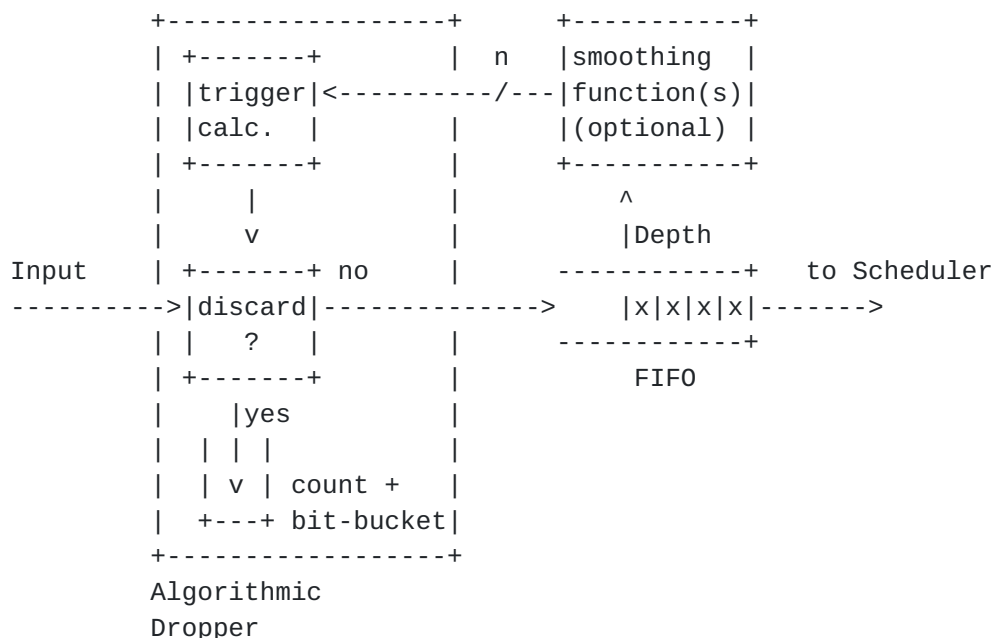 +------------------+      +-----------+
| +-------+        |  n   |smoothing  |
| |trigger|<----------/---|function(s)|
| |calc.  |        |      |(optional) |
| +-------+        |      +-----------+
|     |            |          ^
|     v            |          |Depth
Input    | +-------+ no     |      ------------+   to Scheduler
---------->|discard|-------------->    |x|x|x|x|------->
| |   ?   |        |      ------------+
| +-------+        |           FIFO
|    |yes          |
|  | | |           |
|  | v | count +   |
|  +---+ bit-bucket|
+------------------+
Algorithmic
Dropper